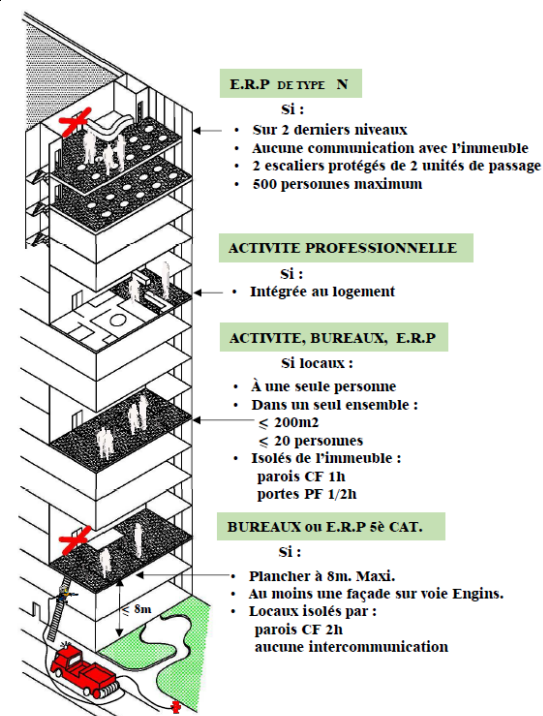 E.R.P DE TYPE N
Si :
• Sur 2 derniers niveaux
• Aucune communication avec l'immeuble
• 2 escaliers protégés de 2 unités de passage
• 500 personnes maximum
ACTIVITE PROFESSIONNELLE
Si :
• Intégrée au logement
ACTIVITE, BUREAUX, E.R.P
Si locaux :
• À une seule personne
• Dans un seul ensemble :
⩽ 200m2
⩽ 20 personnes
• Isolés de l'immeuble :
parois CF 1h
portes PF 1/2h
BUREAUX ou E.R.P 5è CAT.
Si :
• Plancher à 8m. Maxi.
• Au moins une façade sur voie Engins.
• Locaux isolés par :
parois CF 2h
aucune intercommunication
⩽ 8m